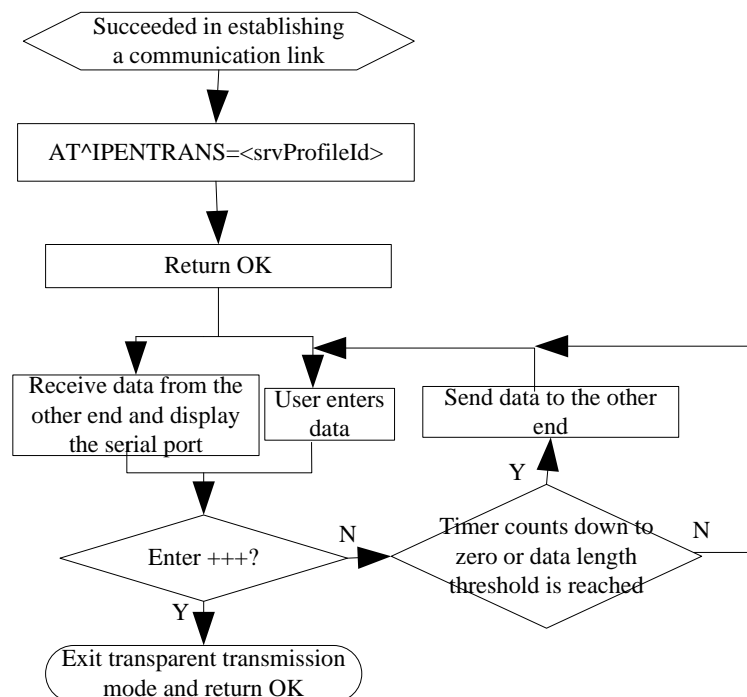 Succeeded in establishing
a communication link
AT^IPENTRANS=<srvProfileId>
Return OK
Receive data from the
other end and display
the serial port
User enters
data
Send data to the other
end
Y
Timer counts down to
zero or data length
threshold is reached
N
N
Enter +++?
Y
Exit transparent transmission
mode and return OK